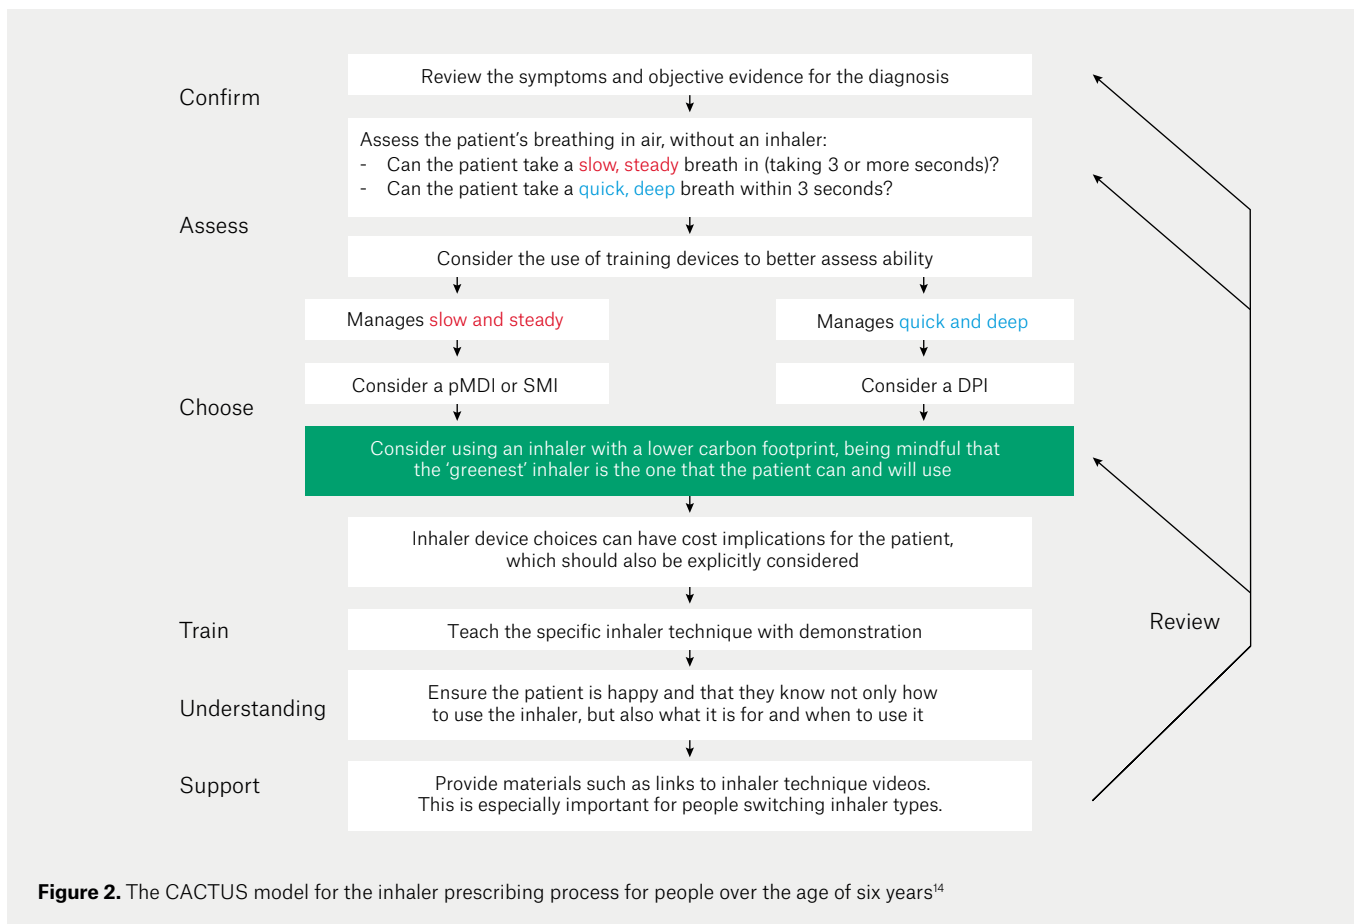 Confirm
Review the symptoms and objective evidence for the diagnosis
Assess the patient's breathing in air, without an inhaler:
- Can the patient take a slow, steady breath in (taking 3 or more seconds)?
- Can the patient take a quick, deep breath within 3 seconds?
Assess
Consider the use of training devices to better assess ability
Manages slow and steady
Manages quick and deep
Consider a pMDI or SMI
Consider a DPI
Choose
Consider using an inhaler with a lower carbon footprint, being mindful that
the ‘greenest’ inhaler is the one that the patient can and will use
Inhaler device choices can have cost implications for the patient,
which should also be explicitly considered
Train
Teach the specific inhaler technique with demonstration
Review
Understanding
Ensure the patient is happy and that they know not only how
to use the inhaler, but also what it is for and when to use it
Support
Provide materials such as links to inhaler technique videos.
This is especially important for people switching inhaler types.
Figure 2. The CACTUS model for the inhaler prescribing process for people over the age of six years¹⁴